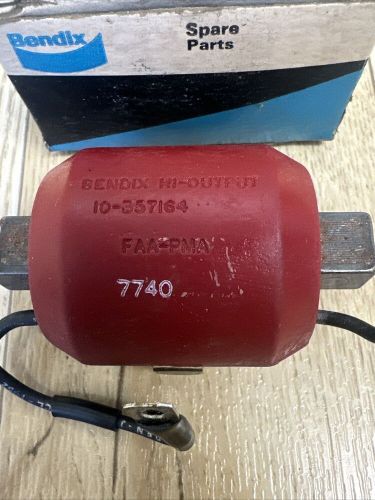 Bendix
Spare
Parts
BENDIX HI-OUTPUT
10-357164
FAA-PMA
7740